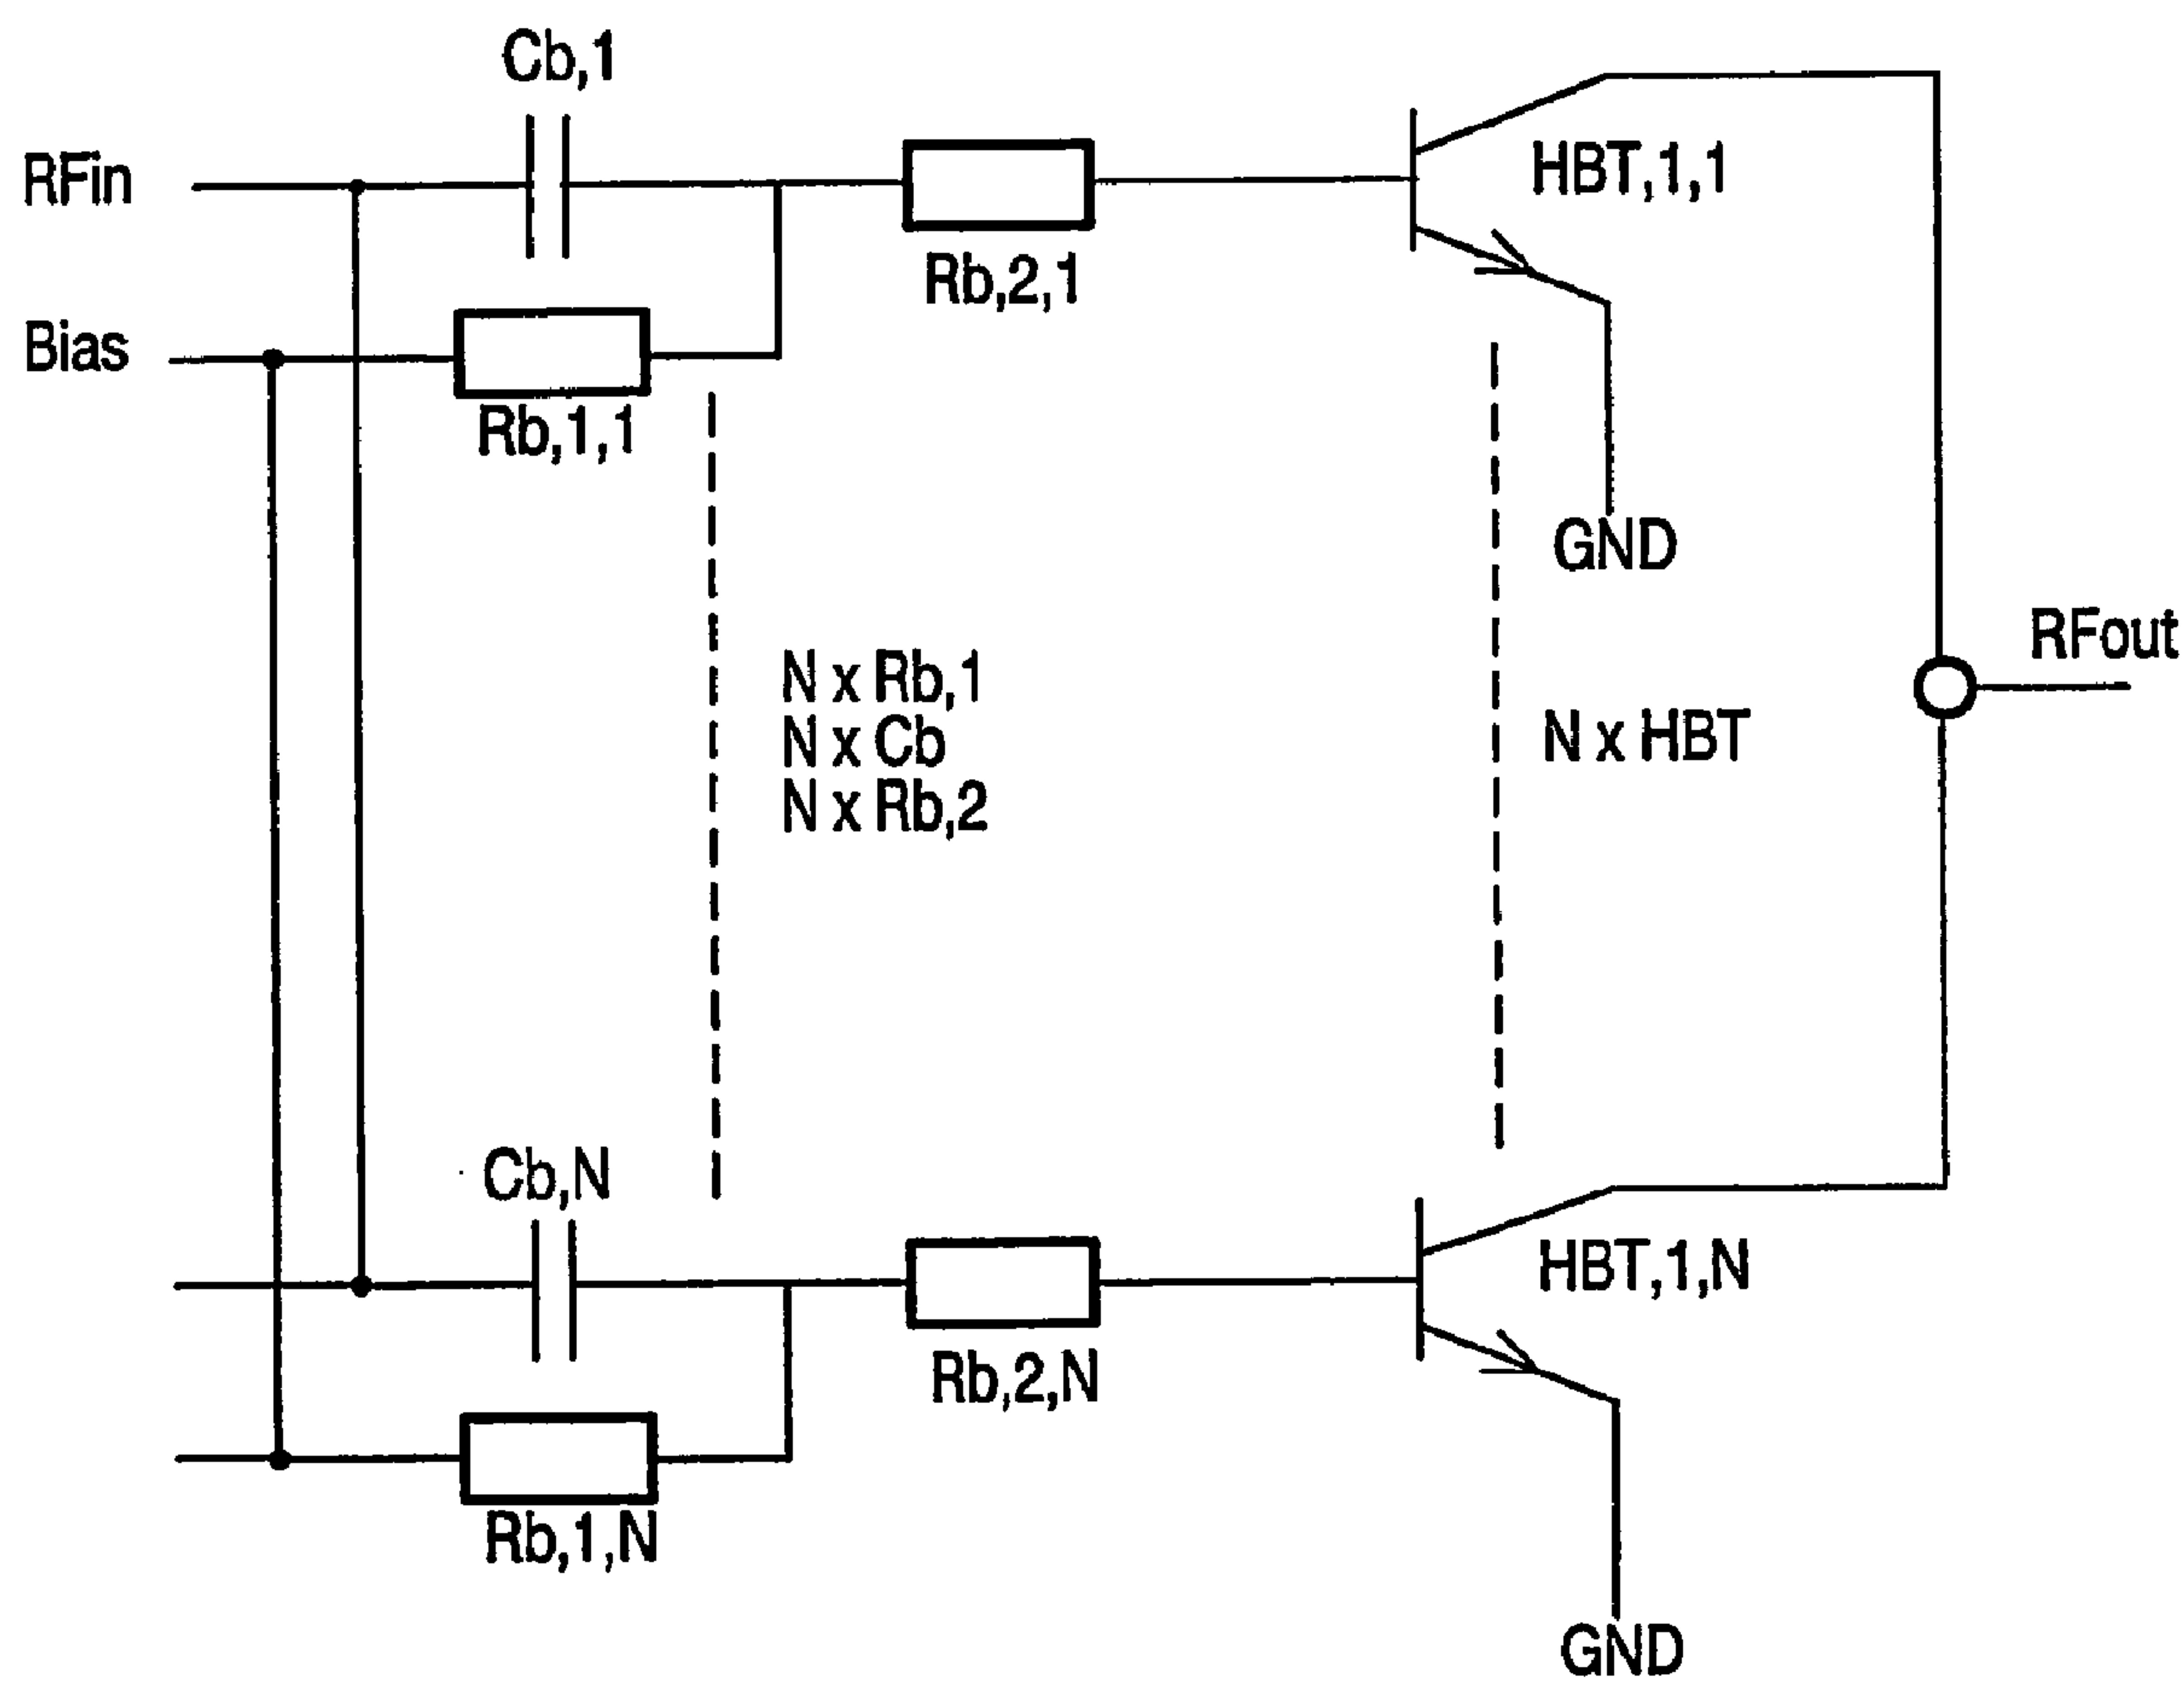 Cb,1
RFin
HBT,1,1
Rb,2,1
Bias
Rb,1,1
GND
RFout
N x Rb,1
N x Cb
N x Rb,2
N x HBT
Cb,N
HBT,1,N
Rb,2,N
Rb,1,N
GND